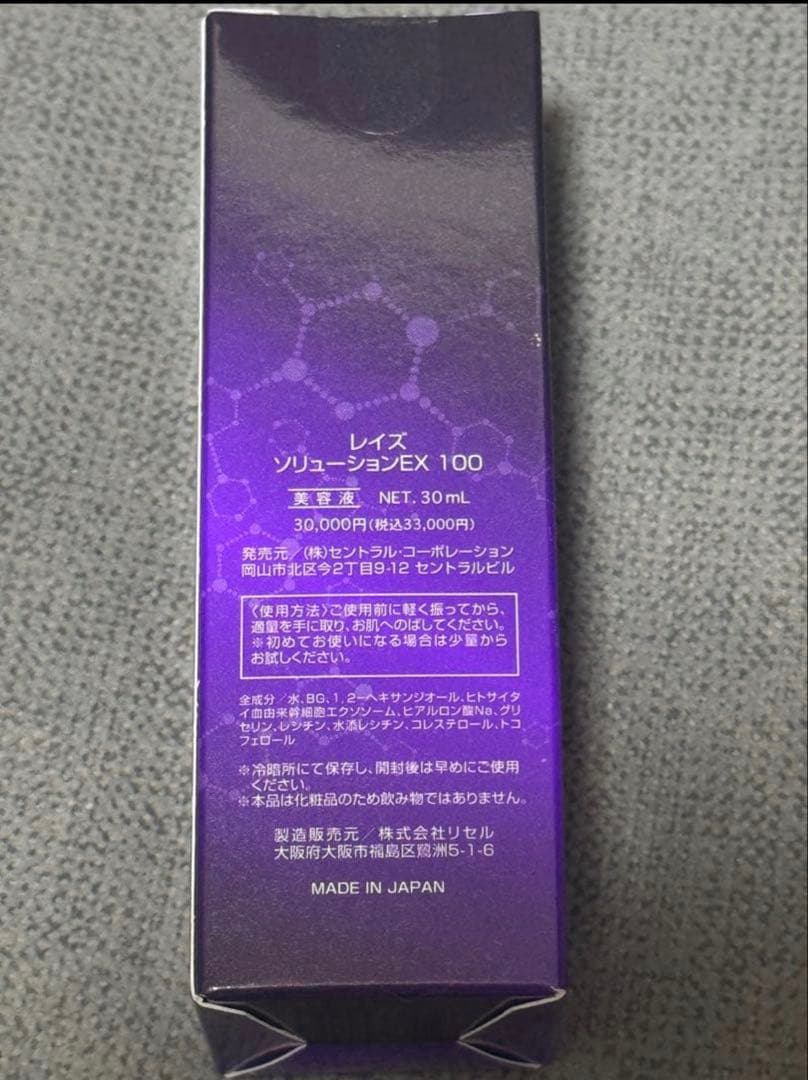 レイズ
ソリューションEX 100
美容液 NET. 30mL
30,000円(税込33,000円)
発売元／(株)セントラル・コーポレーション
岡山市北区今2丁目9-12 セントラルビル
〈使用方法〉ご使用前に軽く振ってから、
適量を手に取り、お肌へのばしてください。
※初めてお使いになる場合は少量から
お試しください。
全成分／水、BG、1,2-ヘキサンジオール、ヒトサイタ
イ血由来幹細胞エクソソーム、ヒアルロン酸Na、グリ
セリン、レシチン、水添レシチン、コレステロール、トコ
フェロール
※冷暗所にて保存し、開封後は早めにご使用
ください。
※本品は化粧品のため飲み物ではありません。
製造販売元／株式会社リセル
大阪府大阪市福島区鷺洲5-1-6
MADE IN JAPAN